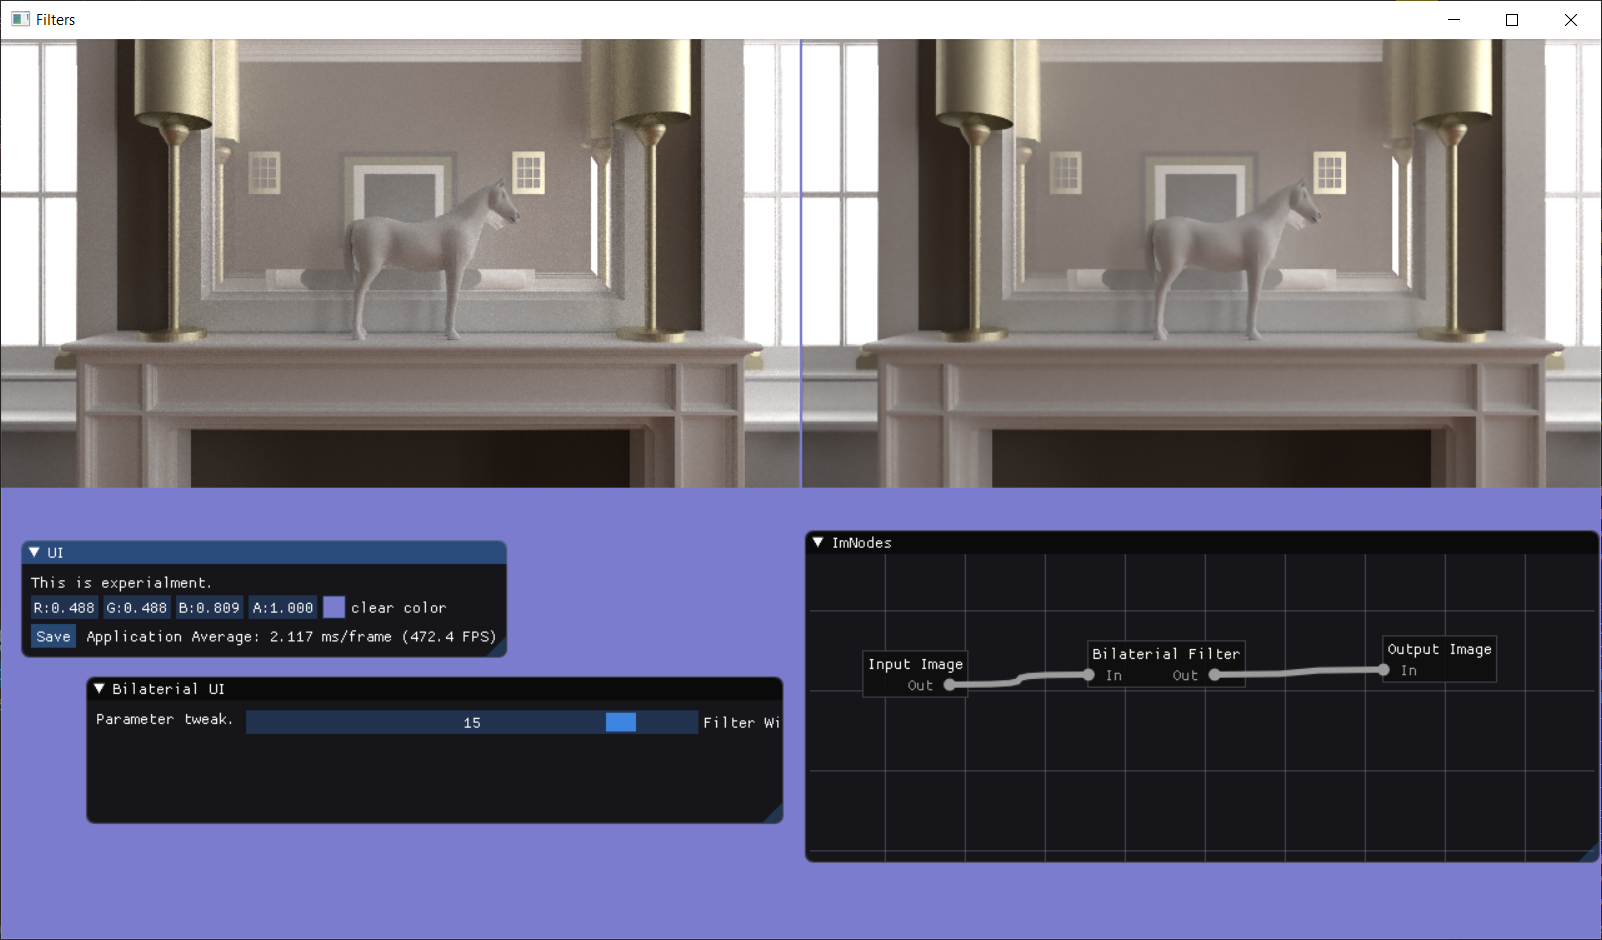 Filters
UI
This is experialment.
R:0.488 G:0.488 B:0.809 A:1.000 clear color
Save Application Average: 2.117 ms/frame (472.4 FPS)
Bilaterial UI
Parameter tweak. 15 Filter Wi
ImNodes
Input Image
Out
Bilaterial Filter
In Out
Output Image
In